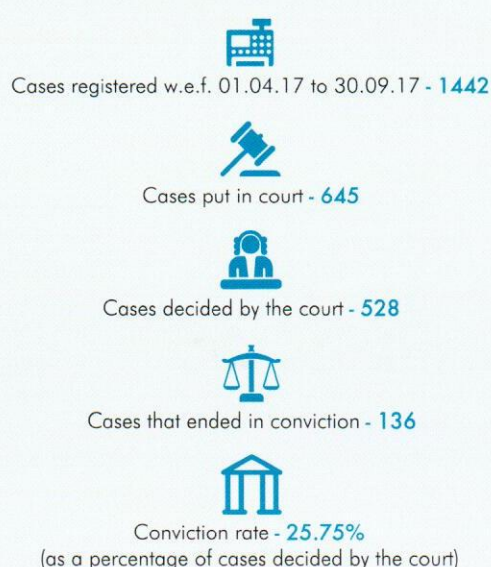 Cases registered w.e.f. 01.04.17 to 30.09.17 - 1442
Cases put in court - 645
Cases decided by the court - 528
Cases that ended in conviction - 136
Conviction rate - 25.75%
(as a percentage of cases decided by the court)